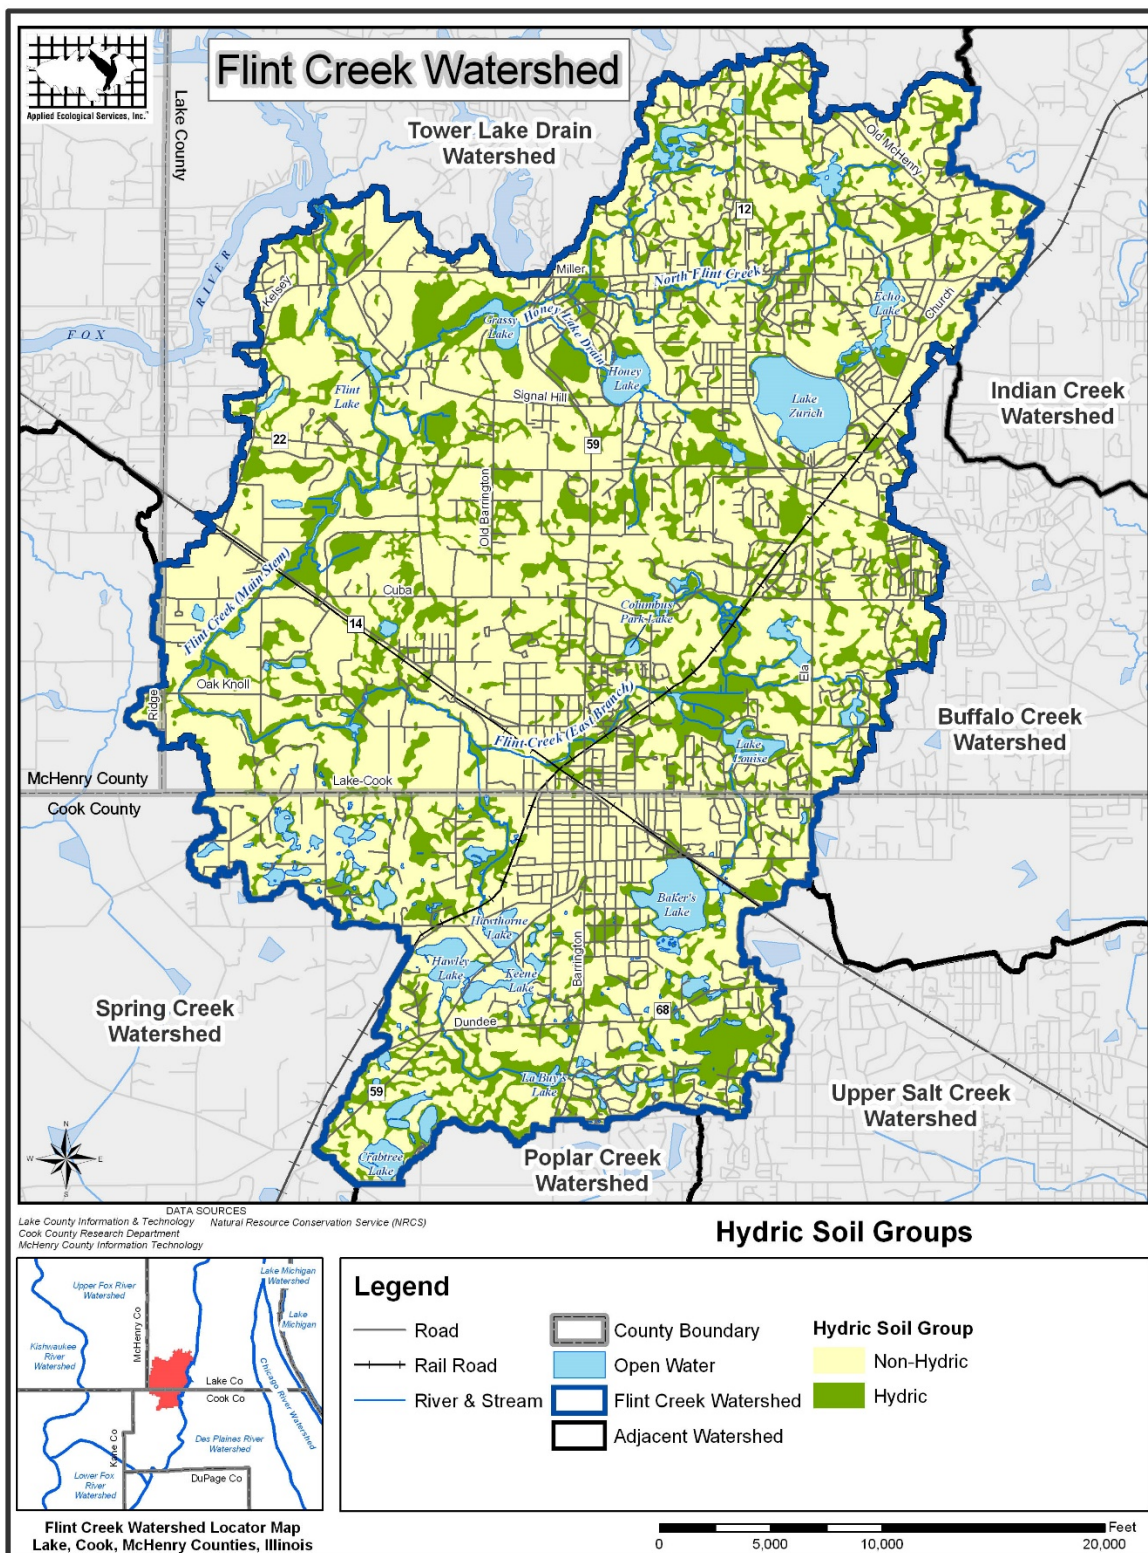 Applied Ecological Services, Inc.™
Flint Creek Watershed
Lake County
Tower Lake Drain
Watershed
Old McHenry
12
Miller
North Flint Creek
Kelsey
RIVER
FOX
Grassy
Lake
Honey Lake Drain
Echo
Lake
Church
Honey
Lake
Flint
Lake
Signal Hill
Lake
Zurich
Indian Creek
Watershed
22
59
Old Barrington
Flint Creek (Main Stem)
Cuba
14
Columbus
Park Lake
Ela
Oak Knoll
Ridge
Flint Creek (East Branch)
Lake
Louise
Buffalo Creek
Watershed
McHenry County
Cook County
Lake-Cook
Baker's
Lake
Hawthorne
Lake
Hawley
Lake
Keene
Lake
Barrington
Spring Creek
Watershed
Dundee
68
La Buy's
Lake
59
Upper Salt Creek
Watershed
Crabtree
Lake
Poplar Creek
Watershed
N
W
E
S
DATA SOURCES
Lake County Information & Technology Natural Resource Conservation Service (NRCS)
Cook County Research Department
McHenry County Information Technology
Hydric Soil Groups
Upper Fox River
Watershed
Lake Michigan
Watershed
McHenry Co
Lake
Michigan
Kishwaukee
River
Watershed
Chicago River Watershed
Lake Co
Cook Co
Kane Co
Des Plaines River
Watershed
Lower Fox
River
Watershed
DuPage Co
Flint Creek Watershed Locator Map
Lake, Cook, McHenry Counties, Illinois
Legend
Road
Rail Road
River & Stream
County Boundary
Open Water
Flint Creek Watershed
Adjacent Watershed
Hydric Soil Group
Non-Hydric
Hydric
Feet
0 5,000 10,000 20,000